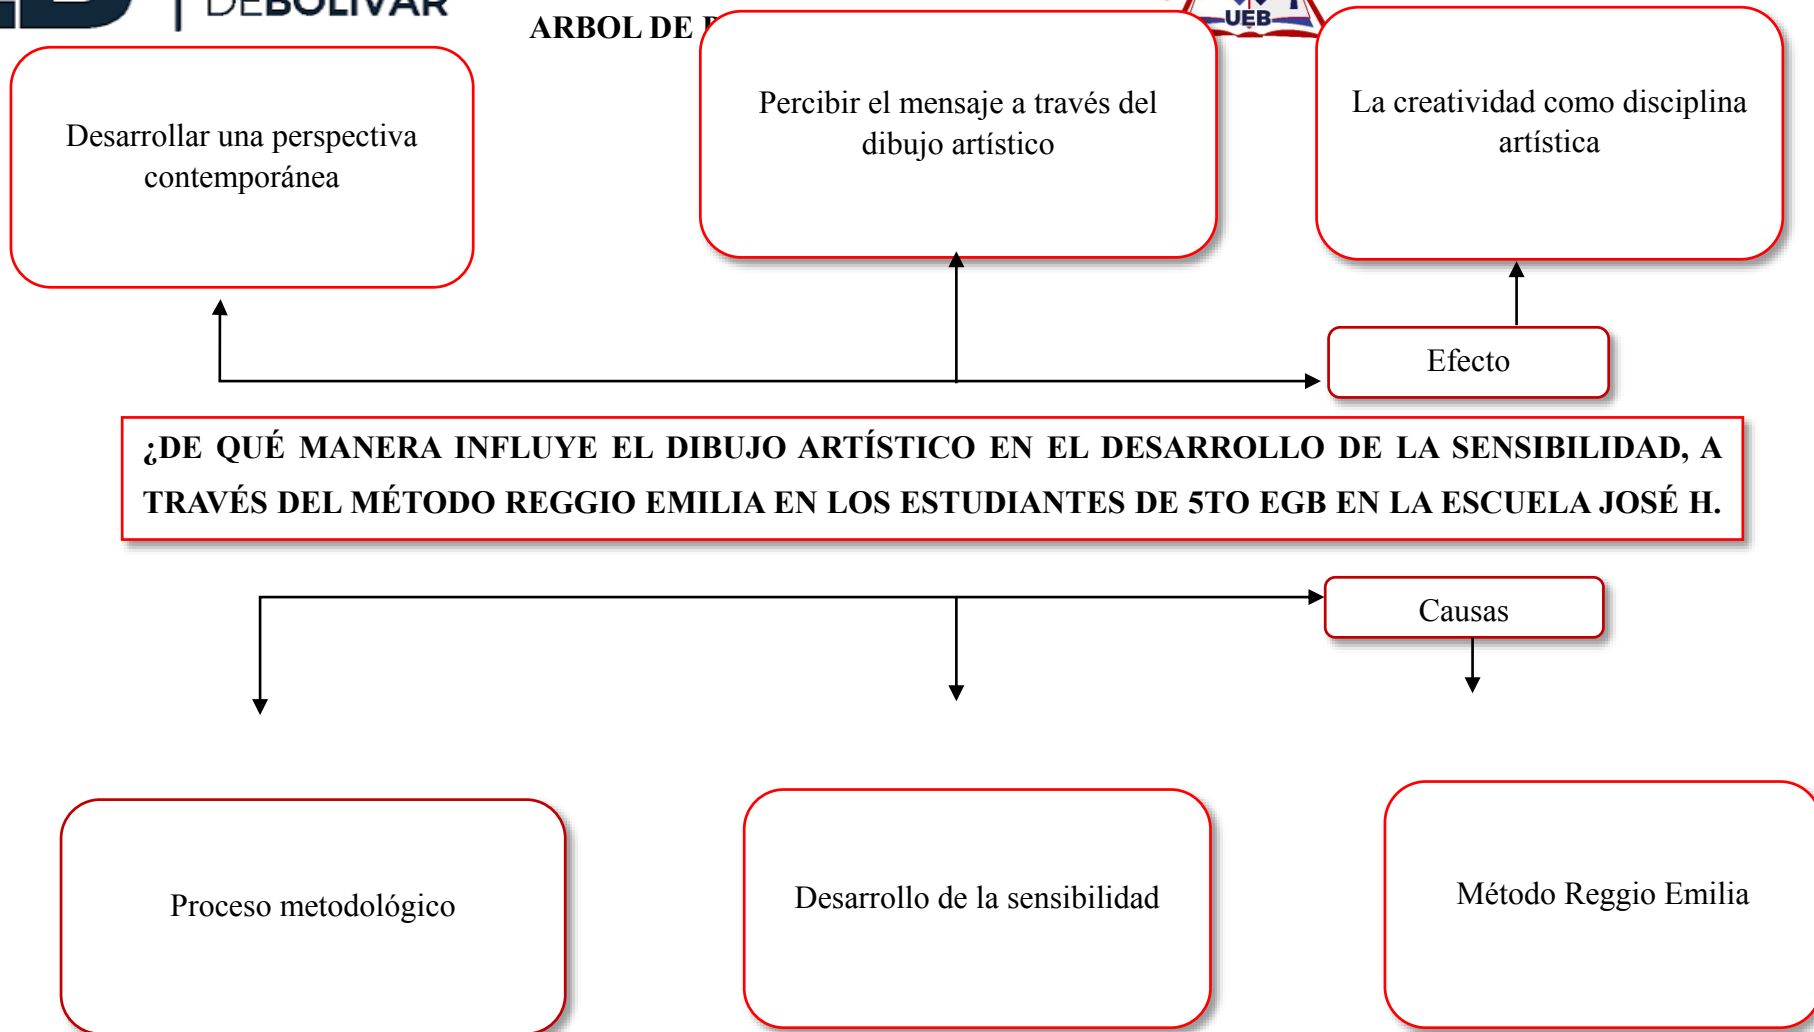 DEBOLÍVAR
ARBOL DE
UEB
Desarrollar una perspectiva
contemporánea
Percibir el mensaje a través del
dibujo artístico
La creatividad como disciplina
artística
Efecto
¿DE QUÉ MANERA INFLUYE EL DIBUJO ARTÍSTICO EN EL DESARROLLO DE LA SENSIBILIDAD, A
TRAVÉS DEL MÉTODO REGGIO EMILIA EN LOS ESTUDIANTES DE 5TO EGB EN LA ESCUELA JOSÉ H.
Causas
Proceso metodológico
Desarrollo de la sensibilidad
Método Reggio Emilia